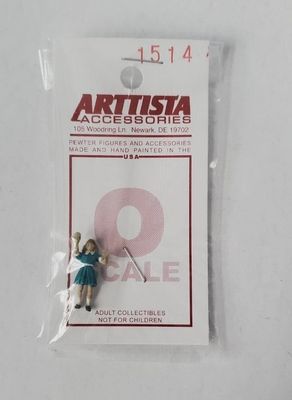 1514
ARTTISTA
ACCESSORIES
105 Woodring Ln. Newark, DE 19702
PEWTER FIGURES AND ACCESSORIES
MADE AND HAND PAINTED IN THE
USA
O
SCALE
ADULT COLLECTIBLES
NOT FOR CHILDREN